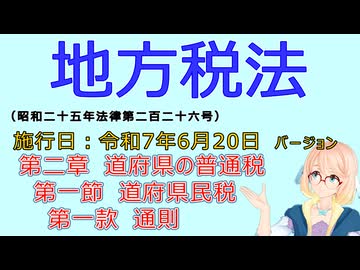 地方税法
（昭和二十五年法律第二百二十六号）
施行日：令和7年6月20日　バージョン
第二章　道府県の普通税
第一節　道府県民税
第一款　通則